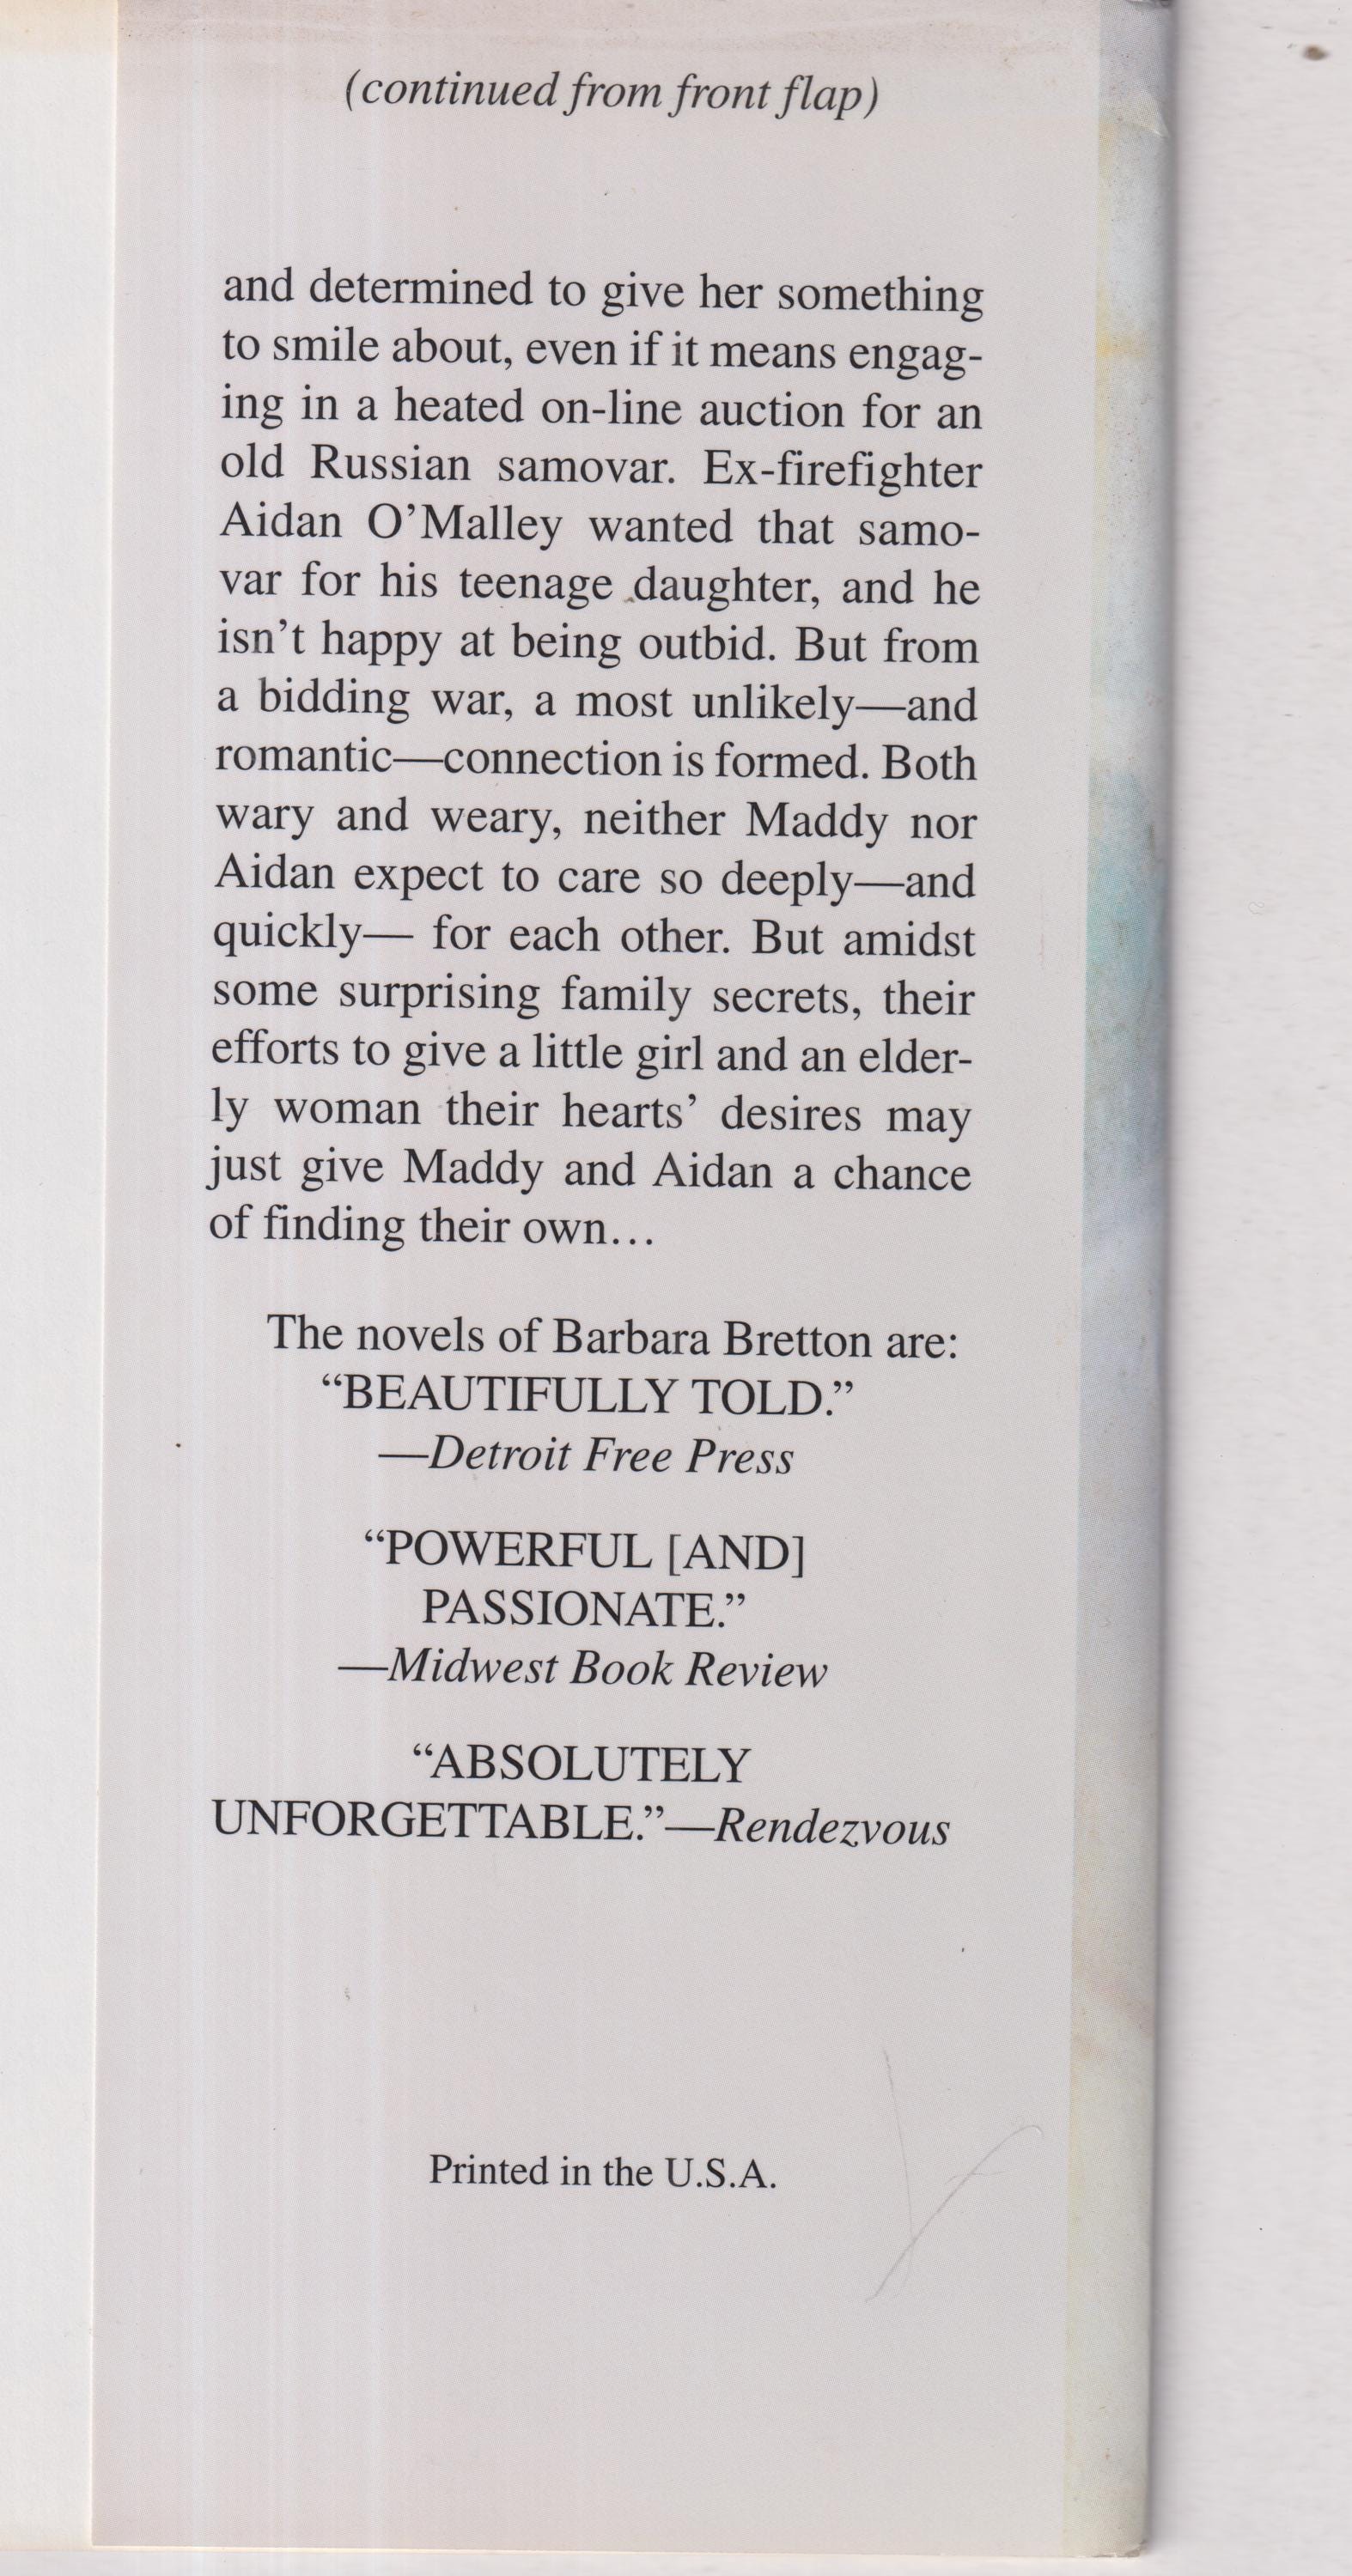 (continued from front flap)
and determined to give her something
to smile about, even if it means engag-
ing in a heated on-line auction for an
old Russian samovar. Ex-firefighter
Aidan O’Malley wanted that samo-
var for his teenage daughter, and he
isn’t happy at being outbid. But from
a bidding war, a most unlikely—and
romantic—connection is formed. Both
wary and weary, neither Maddy nor
Aidan expect to care so deeply—and
quickly— for each other. But amidst
some surprising family secrets, their
efforts to give a little girl and an elder-
ly woman their hearts’ desires may
just give Maddy and Aidan a chance
of finding their own…
The novels of Barbara Bretton are:
“BEAUTIFULLY TOLD.”
—Detroit Free Press
“POWERFUL [AND]
PASSIONATE.”
—Midwest Book Review
“ABSOLUTELY
UNFORGETTABLE.”—Rendezvous
Printed in the U.S.A.